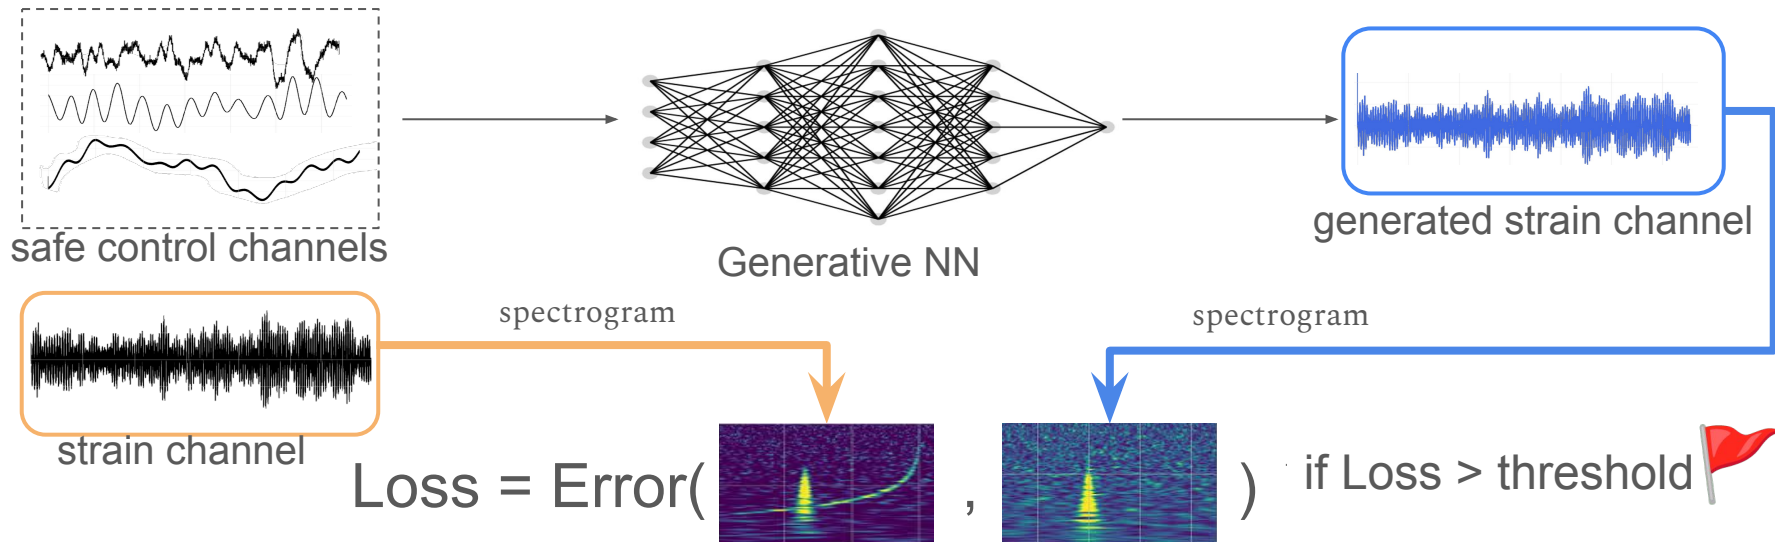 safe control channels
Generative NN
generated strain channel
spectrogram
spectrogram
strain channel
Loss = Error( , ) if Loss > threshold